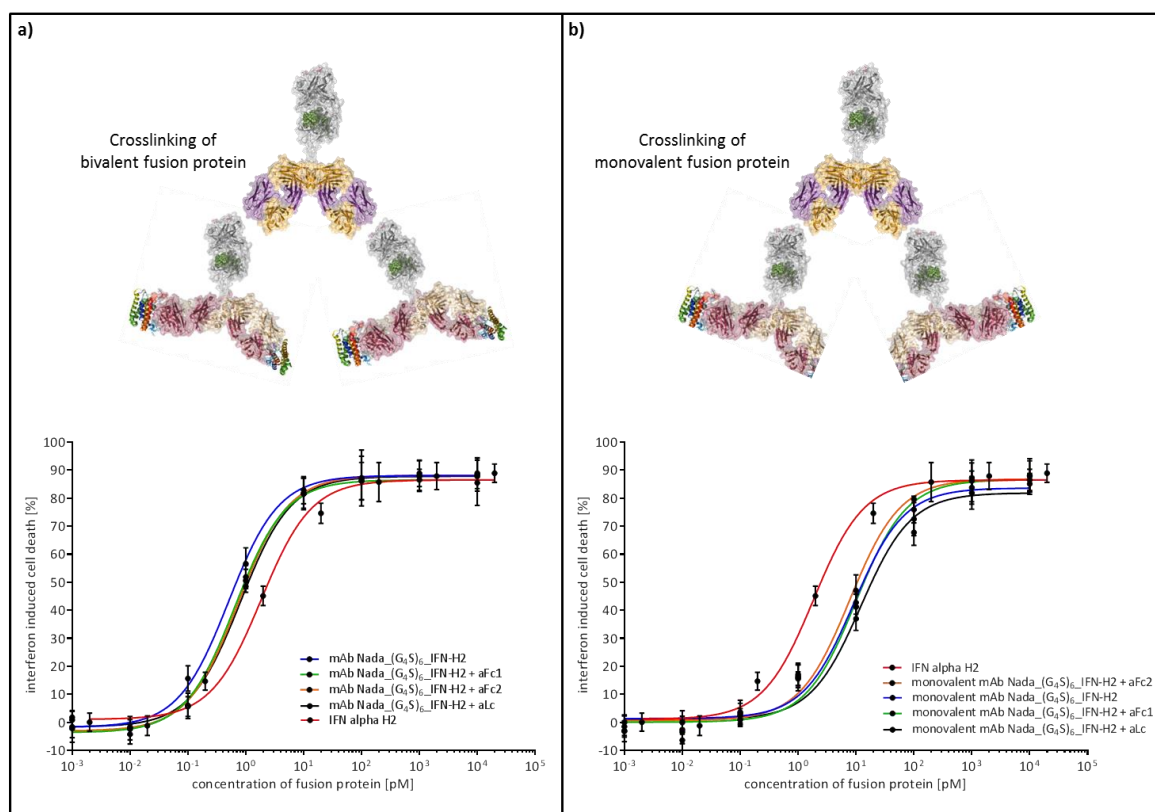 a)
Crosslinking of
bivalent fusion protein
interferon induced cell death [%]
100
90
80
70
60
50
40
30
20
10
0
-10
mAb Nada_(G₄S)₆_IFN-H2
mAb Nada_(G₄S)₆_IFN-H2 + aFc1
mAb Nada_(G₄S)₆_IFN-H2 + aFc2
mAb Nada_(G₄S)₆_IFN-H2 + aLc
IFN alpha H2
10⁻³ 10⁻² 10⁻¹ 10⁰ 10¹ 10² 10³ 10⁴ 10⁵
concentration of fusion protein [pM]
b)
Crosslinking of
monovalent fusion protein
interferon induced cell death [%]
100
90
80
70
60
50
40
30
20
10
0
-10
IFN alpha H2
monovalent mAb Nada_(G₄S)₆_IFN-H2 + aFc2
monovalent mAb Nada_(G₄S)₆_IFN-H2
monovalent mAb Nada_(G₄S)₆_IFN-H2 + aFc1
monovalent mAb Nada_(G₄S)₆_IFN-H2 + aLc
10⁻³ 10⁻² 10⁻¹ 10⁰ 10¹ 10² 10³ 10⁴ 10⁵
concentration of fusion protein [pM]